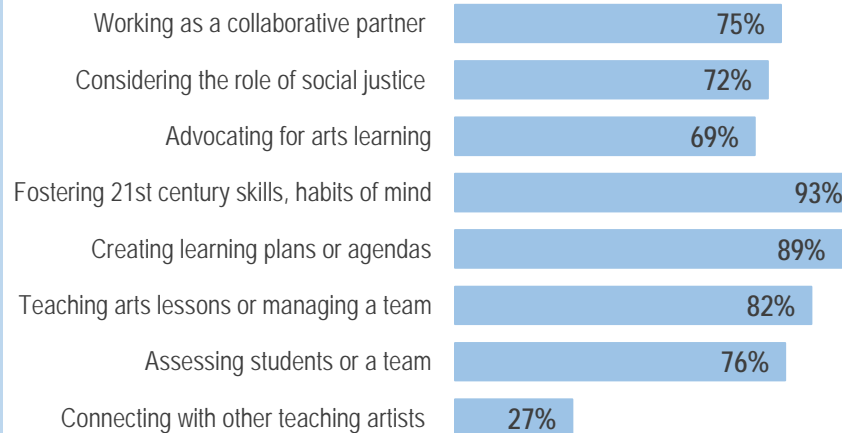 Working as a collaborative partner 75%
Considering the role of social justice 72%
Advocating for arts learning 69%
Fostering 21st century skills, habits of mind 93%
Creating learning plans or agendas 89%
Teaching arts lessons or managing a team 82%
Assessing students or a team 76%
Connecting with other teaching artists 27%